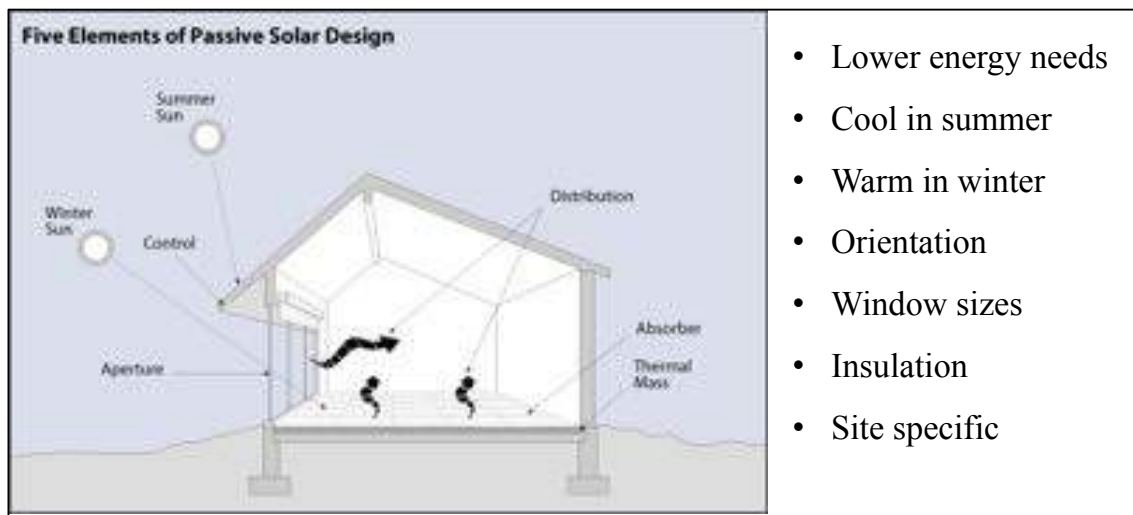 Five Elements of Passive Solar Design
Summer
Sun
Winter
Sun
Control
Distribution
Aperture
Absorber
Thermal
Mass
• Lower energy needs
• Cool in summer
• Warm in winter
• Orientation
• Window sizes
• Insulation
• Site specific